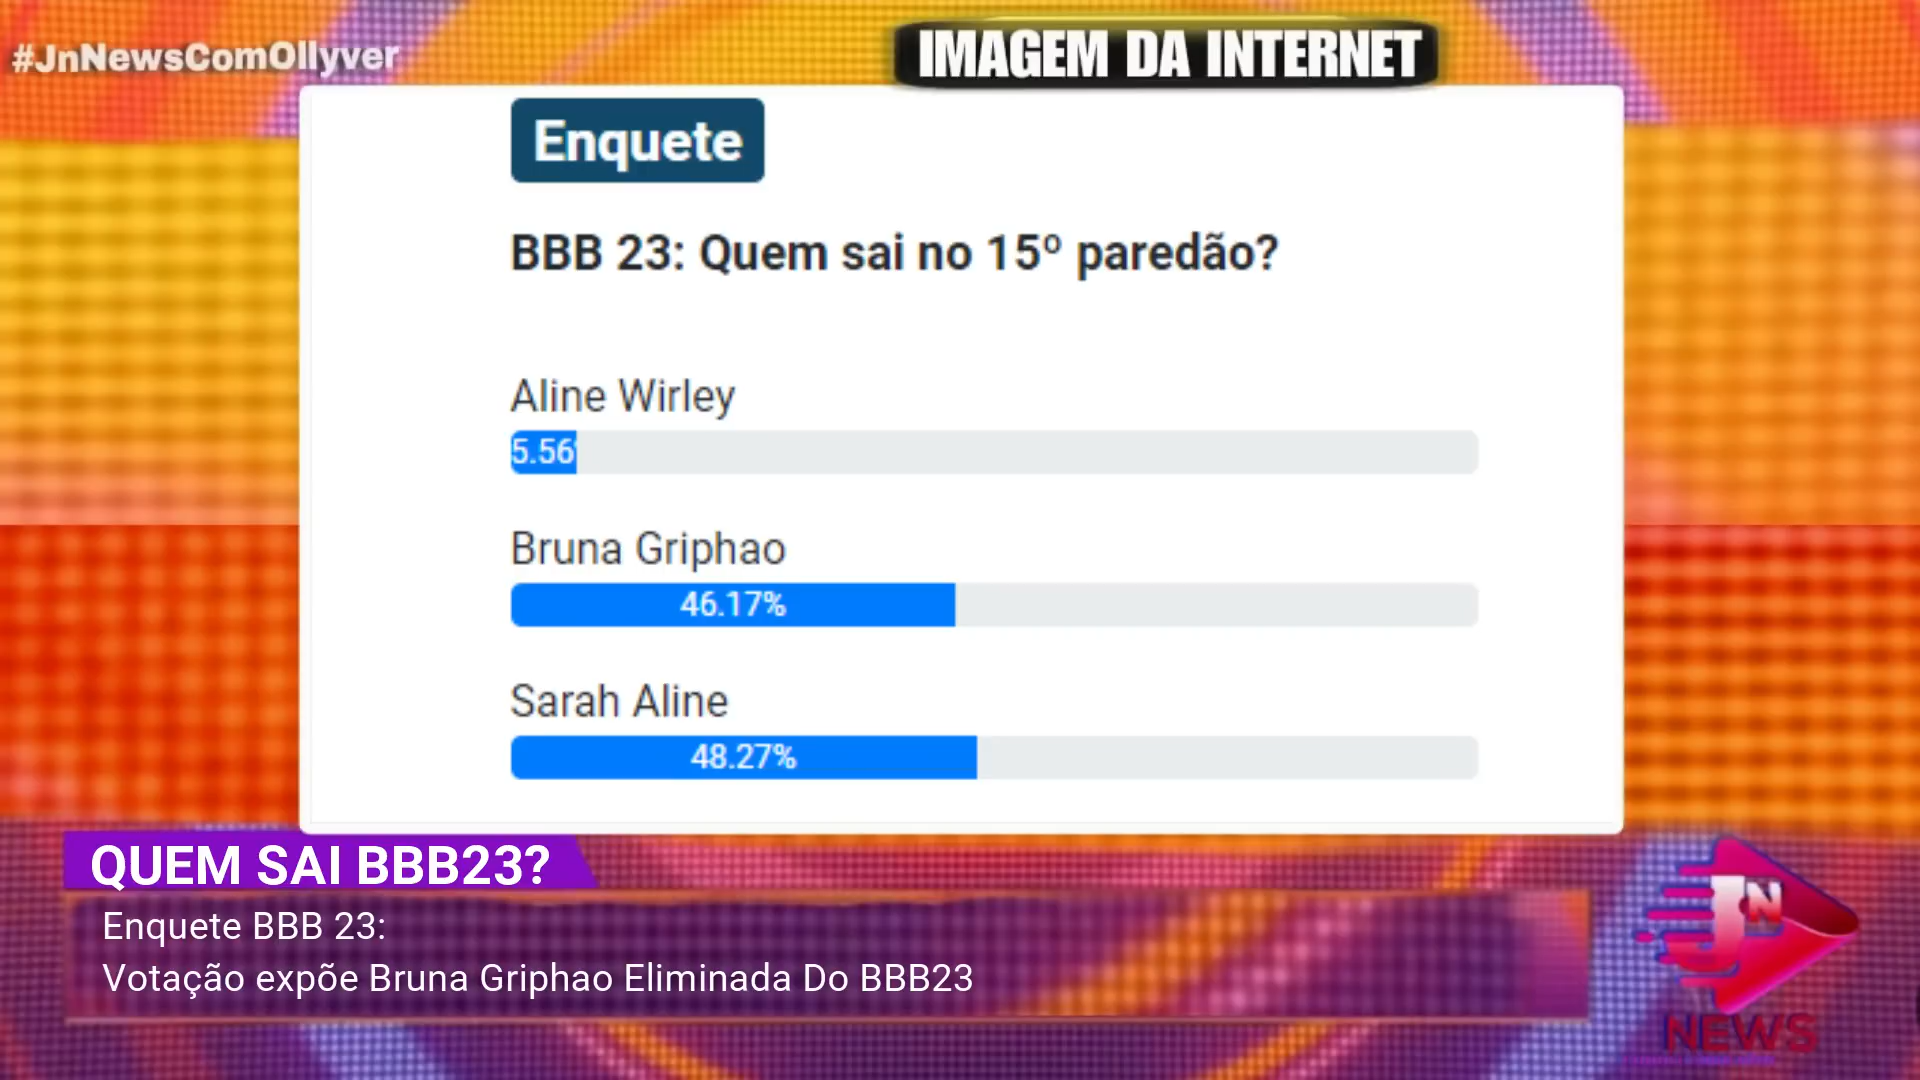 #JnNewsComOllyver
IMAGEM DA INTERNET
Enquete
BBB 23: Quem sai no 15º paredão?
Aline Wirley
5.56
Bruna Griphao
46.17%
Sarah Aline
48.27%
QUEM SAI BBB23?
Enquete BBB 23:
Votação expõe Bruna Griphao Eliminada Do BBB23
JN
NEWS